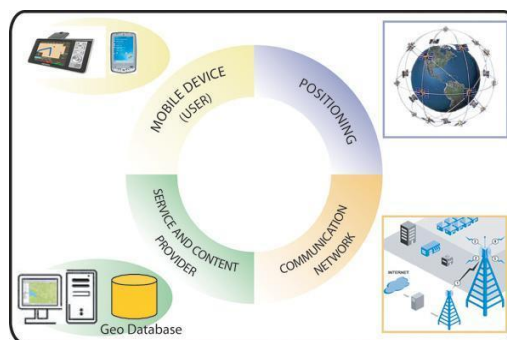 MOBILE DEVICE
(USER)
POSITIONING
SERVICE AND CONTENT
PROVIDER
COMMUNICATION
NETWORK
INTERNET
Geo Database